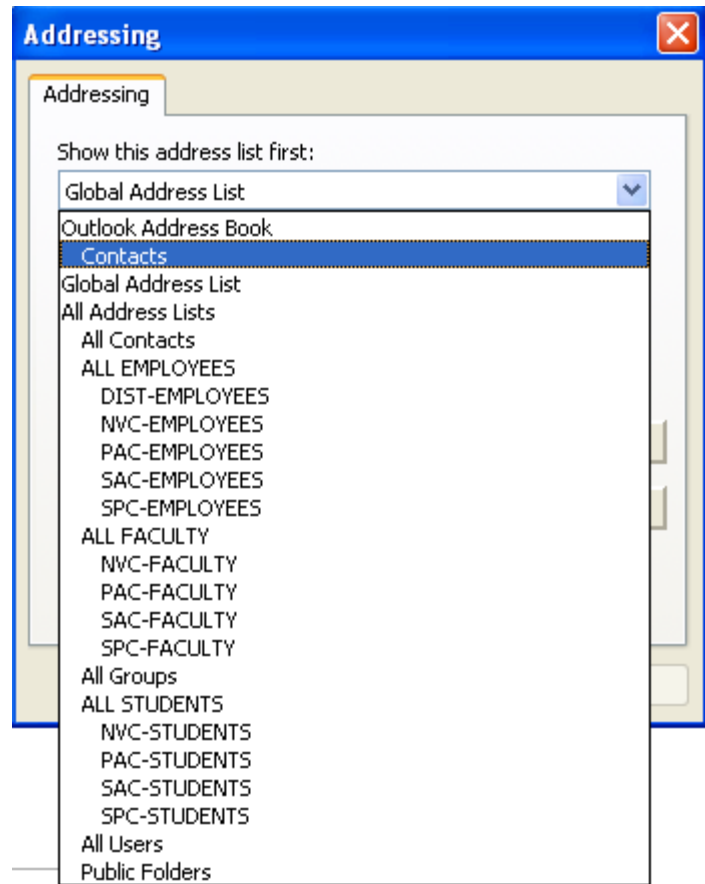 Addressing
Addressing
Show this address list first:
Global Address List
Outlook Address Book
Contacts
Global Address List
All Address Lists
All Contacts
ALL EMPLOYEES
DIST-EMPLOYEES
NVC-EMPLOYEES
PAC-EMPLOYEES
SAC-EMPLOYEES
SPC-EMPLOYEES
ALL FACULTY
NVC-FACULTY
PAC-FACULTY
SAC-FACULTY
SPC-FACULTY
All Groups
ALL STUDENTS
NVC-STUDENTS
PAC-STUDENTS
SAC-STUDENTS
SPC-STUDENTS
All Users
Public Folders